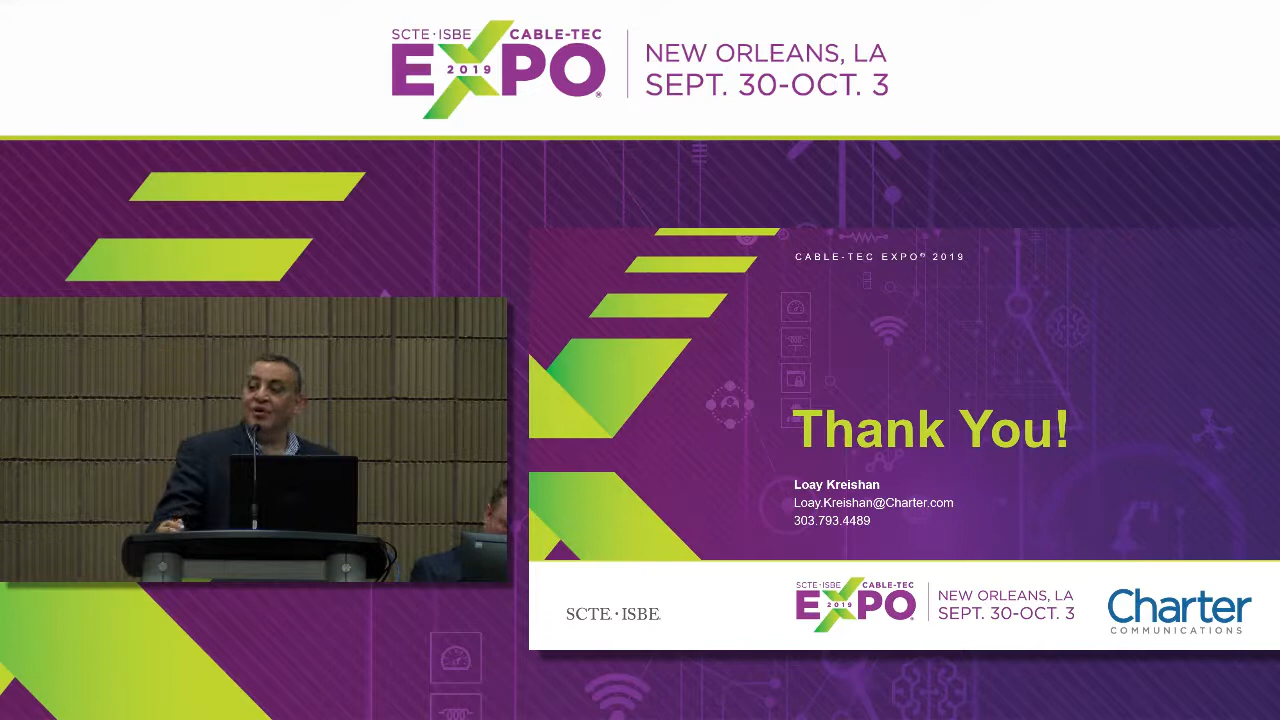 SCTE·ISBE CABLE-TEC
EXPO
2019
NEW ORLEANS, LA
SEPT. 30-OCT. 3
CABLE-TEC EXPO® 2019
Thank You!
Loay Kreishan
Loay.Kreishan@Charter.com
303.793.4489
SCTE·ISBE
SCTE·ISBE CABLE-TEC
EXPO
2019
NEW ORLEANS, LA
SEPT. 30-OCT. 3
Charter
COMMUNICATIONS